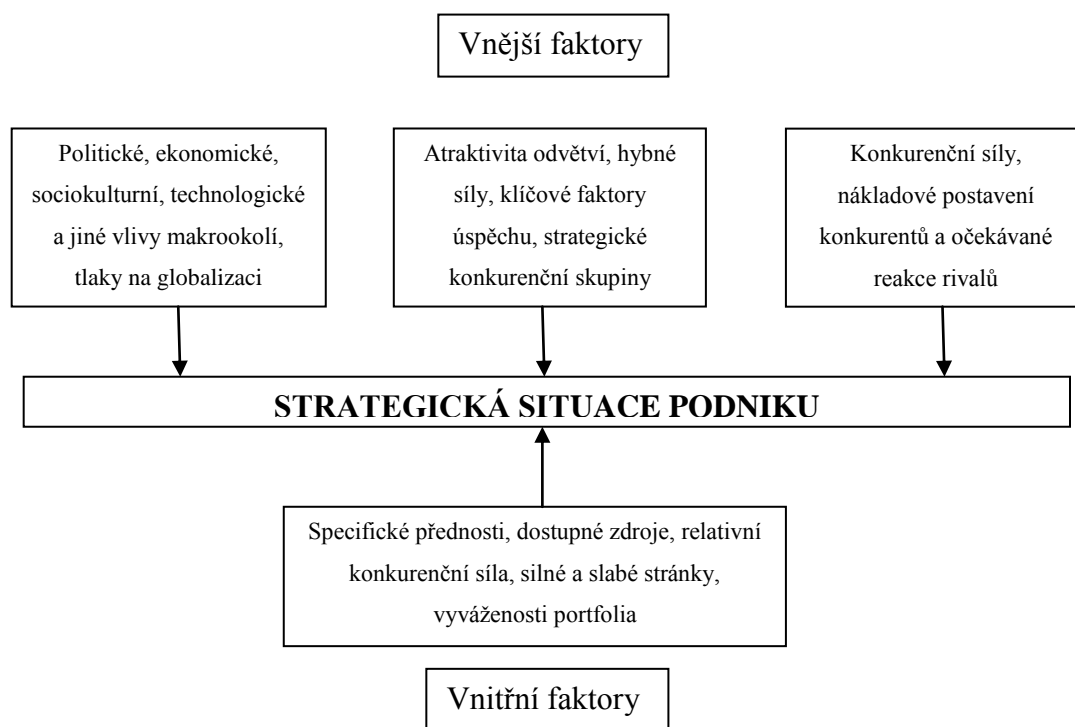 Vnější faktory
Politické, ekonomické,
sociokulturní, technologické
a jiné vlivy makrookolí,
tlaky na globalizaci
Atraktivita odvětví, hybné
síly, klíčové faktory
úspěchu, strategické
konkurenční skupiny
Konkurenční síly,
nákladové postavení
konkurentů a očekávané
reakce rivalů
STRATEGICKÁ SITUACE PODNIKU
Specifické přednosti, dostupné zdroje, relativní
konkurenční síla, silné a slabé stránky,
vyváženosti portfolia
Vnitřní faktory